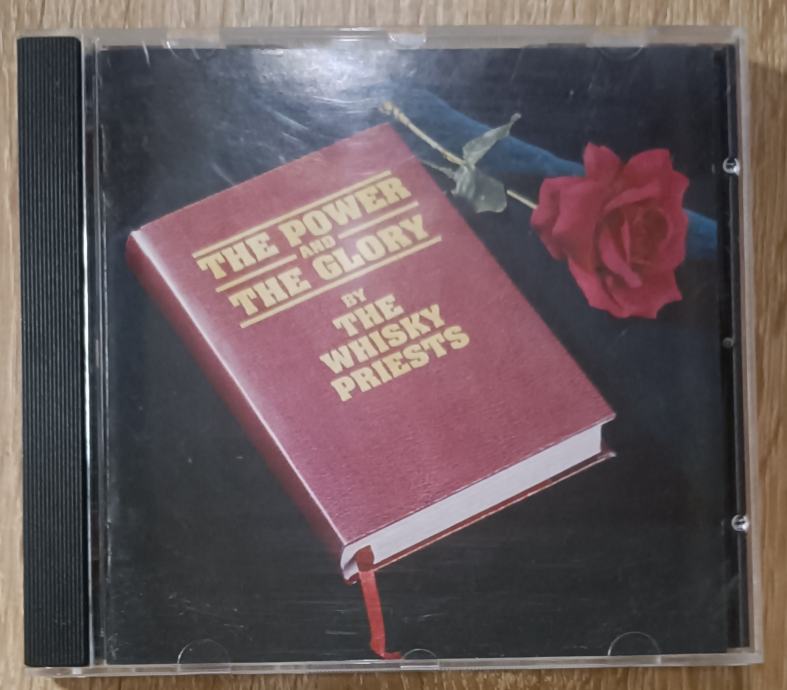 THE POWER
AND
THE GLORY
BY
THE
WHISKY
PRIESTS